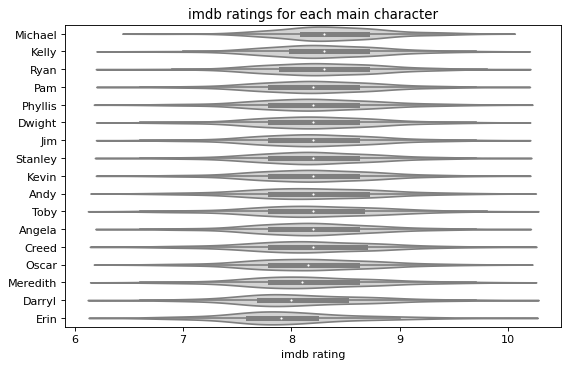 imdb ratings for each main character
Michael
Kelly
Ryan
Pam
Phyllis
Dwight
Jim
Stanley
Kevin
Andy
Toby
Angela
Creed
Oscar
Meredith
Darryl
Erin
6 7 8 9 10
imdb rating